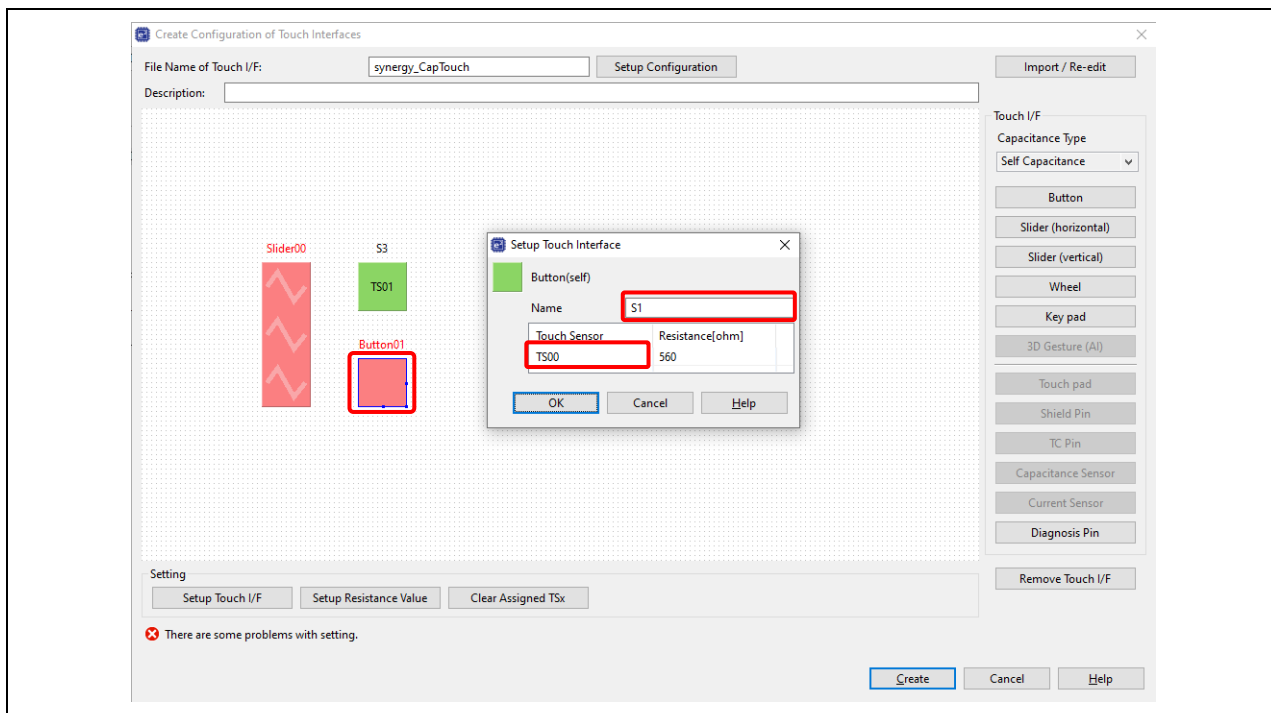 Create Configuration of Touch Interfaces
File Name of Touch I/F: synergy_CapTouch Setup Configuration Import / Re-edit
Description:
Touch I/F
Capacitance Type
Self Capacitance
Button
Slider (horizontal)
Slider (vertical)
Wheel
Key pad
3D Gesture (AI)
Touch pad
Shield Pin
TC Pin
Capacitance Sensor
Current Sensor
Diagnosis Pin
Remove Touch I/F
Slider00
S3
TS01
Button01
Setup Touch Interface
Button(self)
Name S1
Touch Sensor Resistance[ohm]
TS00 560
OK Cancel Help
Setting
Setup Touch I/F Setup Resistance Value Clear Assigned TSx
There are some problems with setting.
Create Cancel Help